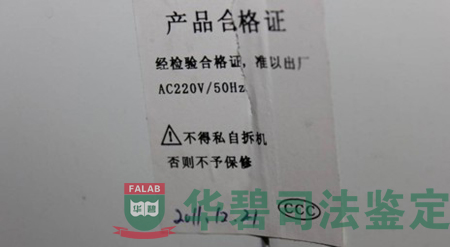 产品合格证
经检验合格证，准以出厂
AC220V/50Hz
不得私自拆机
否则不予保修
FALAB
华碧
华碧司法鉴定
2011.12.21
CCC